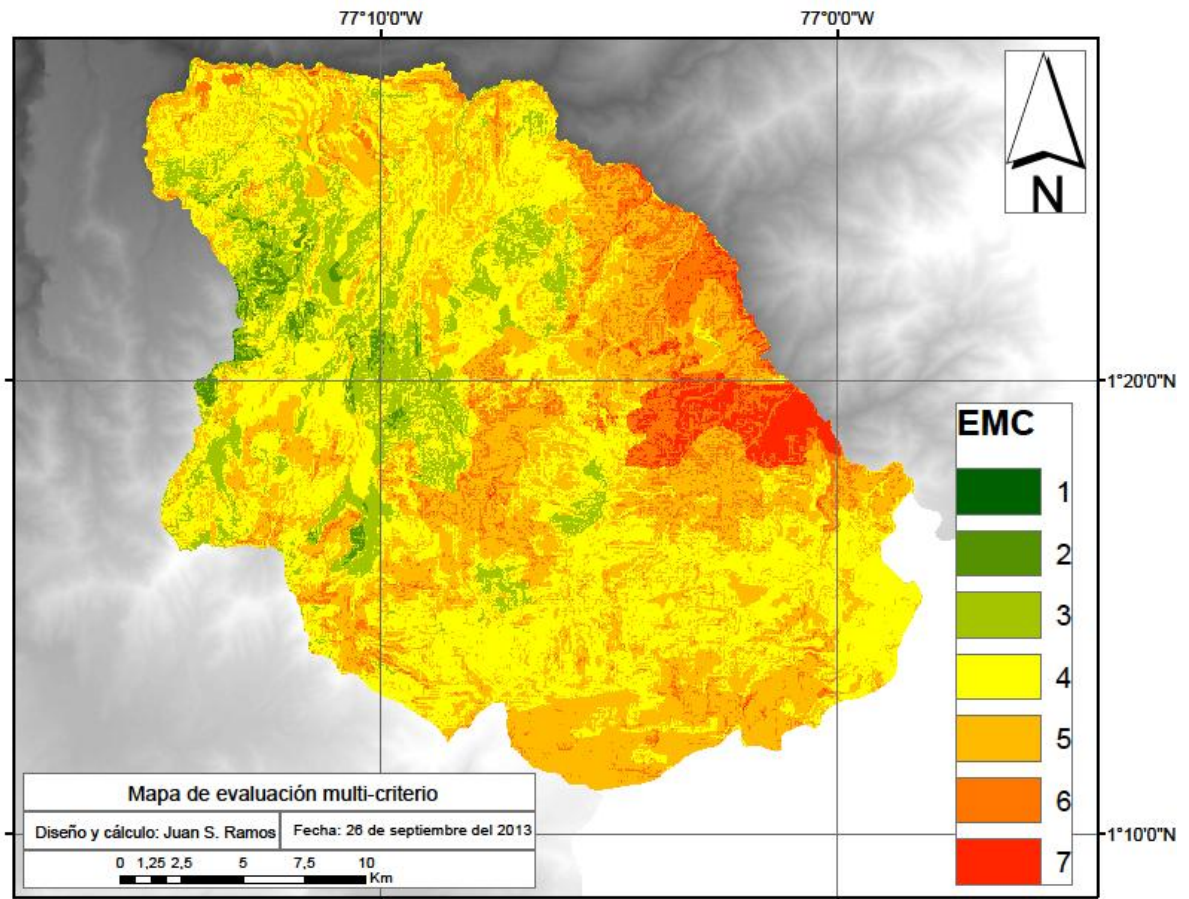 77°10'0"W 77°0'0"W
N
1°20'0"N
EMC
1
2
3
4
5
6
7
Mapa de evaluación multi-criterio
Diseño y cálculo: Juan S. Ramos Fecha: 26 de septiembre del 2013
0 1,25 2,5 5 7,5 10
Km
1°10'0"N